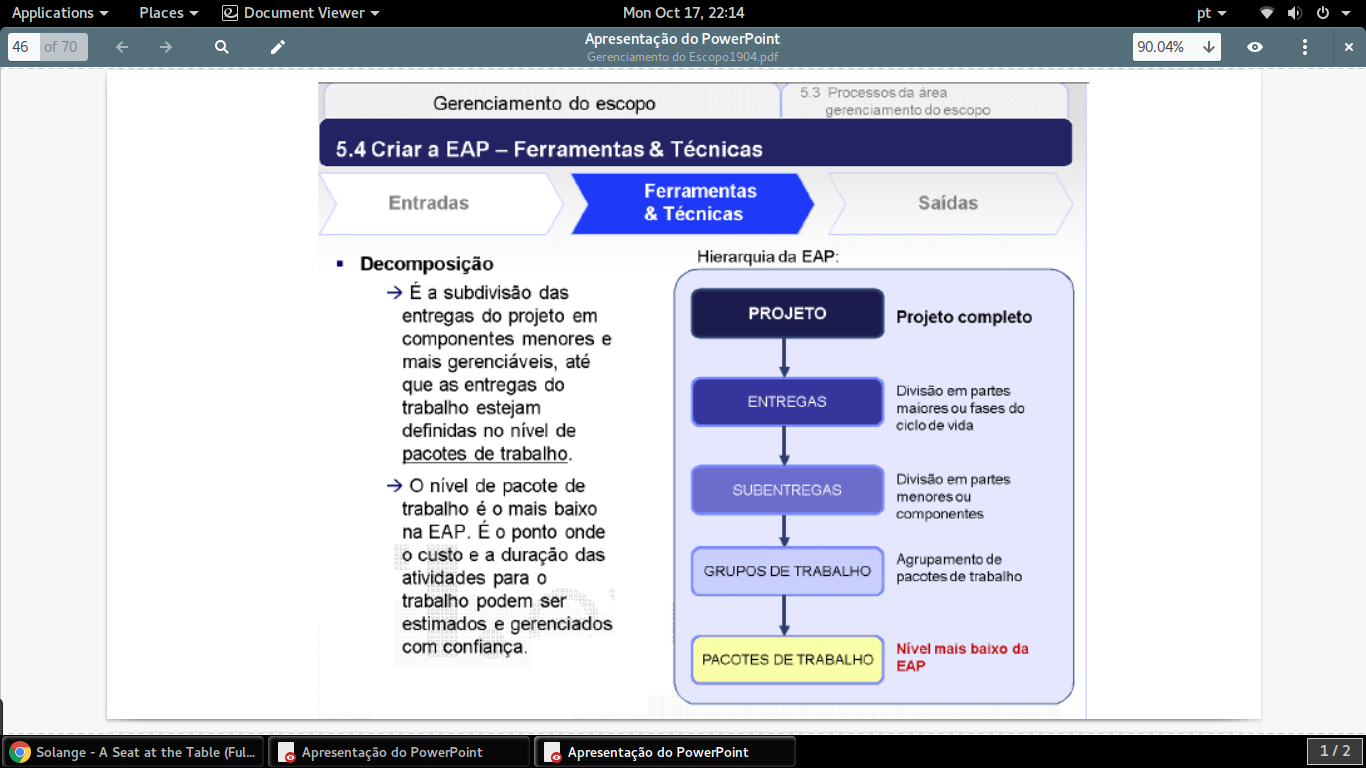 Applications
Places
Document Viewer
Mon Oct 17, 22:14
pt
46
of 70
Apresentação do PowerPoint
Gerenciamento do Escopo1904.pdf
90.04%
Gerenciamento do escopo
5.3 Processos da área
gerenciamento do escopo
5.4 Criar a EAP – Ferramentas & Técnicas
Entradas
Ferramentas
& Técnicas
Saídas
Decomposição
→ É a subdivisão das
entregas do projeto em
componentes menores e
mais gerenciáveis, até
que as entregas do
trabalho estejam
definidas no nível de
pacotes de trabalho.
→ O nível de pacote de
trabalho é o mais baixo
na EAP. É o ponto onde
o custo e a duração das
atividades para o
trabalho podem ser
estimados e gerenciados
com confiança.
Hierarquia da EAP:
PROJETO
Projeto completo
ENTREGAS
Divisão em partes
maiores ou fases do
ciclo de vida
SUBENTREGAS
Divisão em partes
menores ou
componentes
GRUPOS DE TRABALHO
Agrupamento de
pacotes de trabalho
PACOTES DE TRABALHO
Nível mais baixo da
EAP
Solange - A Seat at the Table (Ful...
Apresentação do PowerPoint
Apresentação do PowerPoint
1 / 2